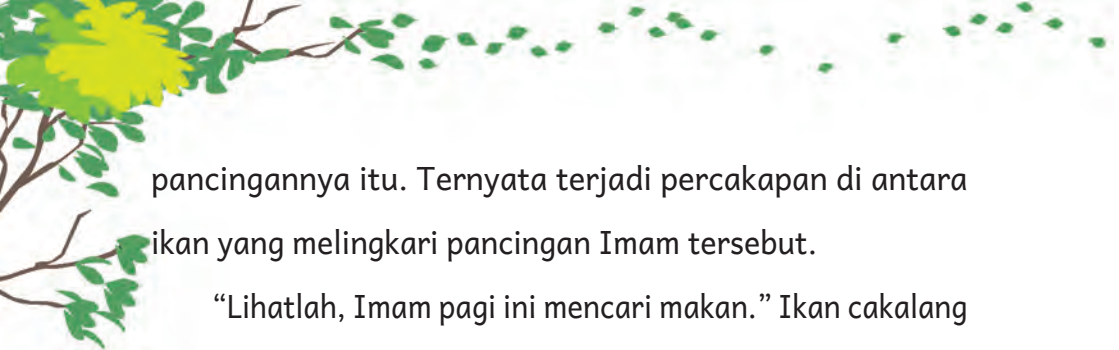 pancingannya itu. Ternyata terjadi percakapan di antara
ikan yang melingkari pancingan Imam tersebut.
“Lihatlah, Imam pagi ini mencari makan.” Ikan cakalang